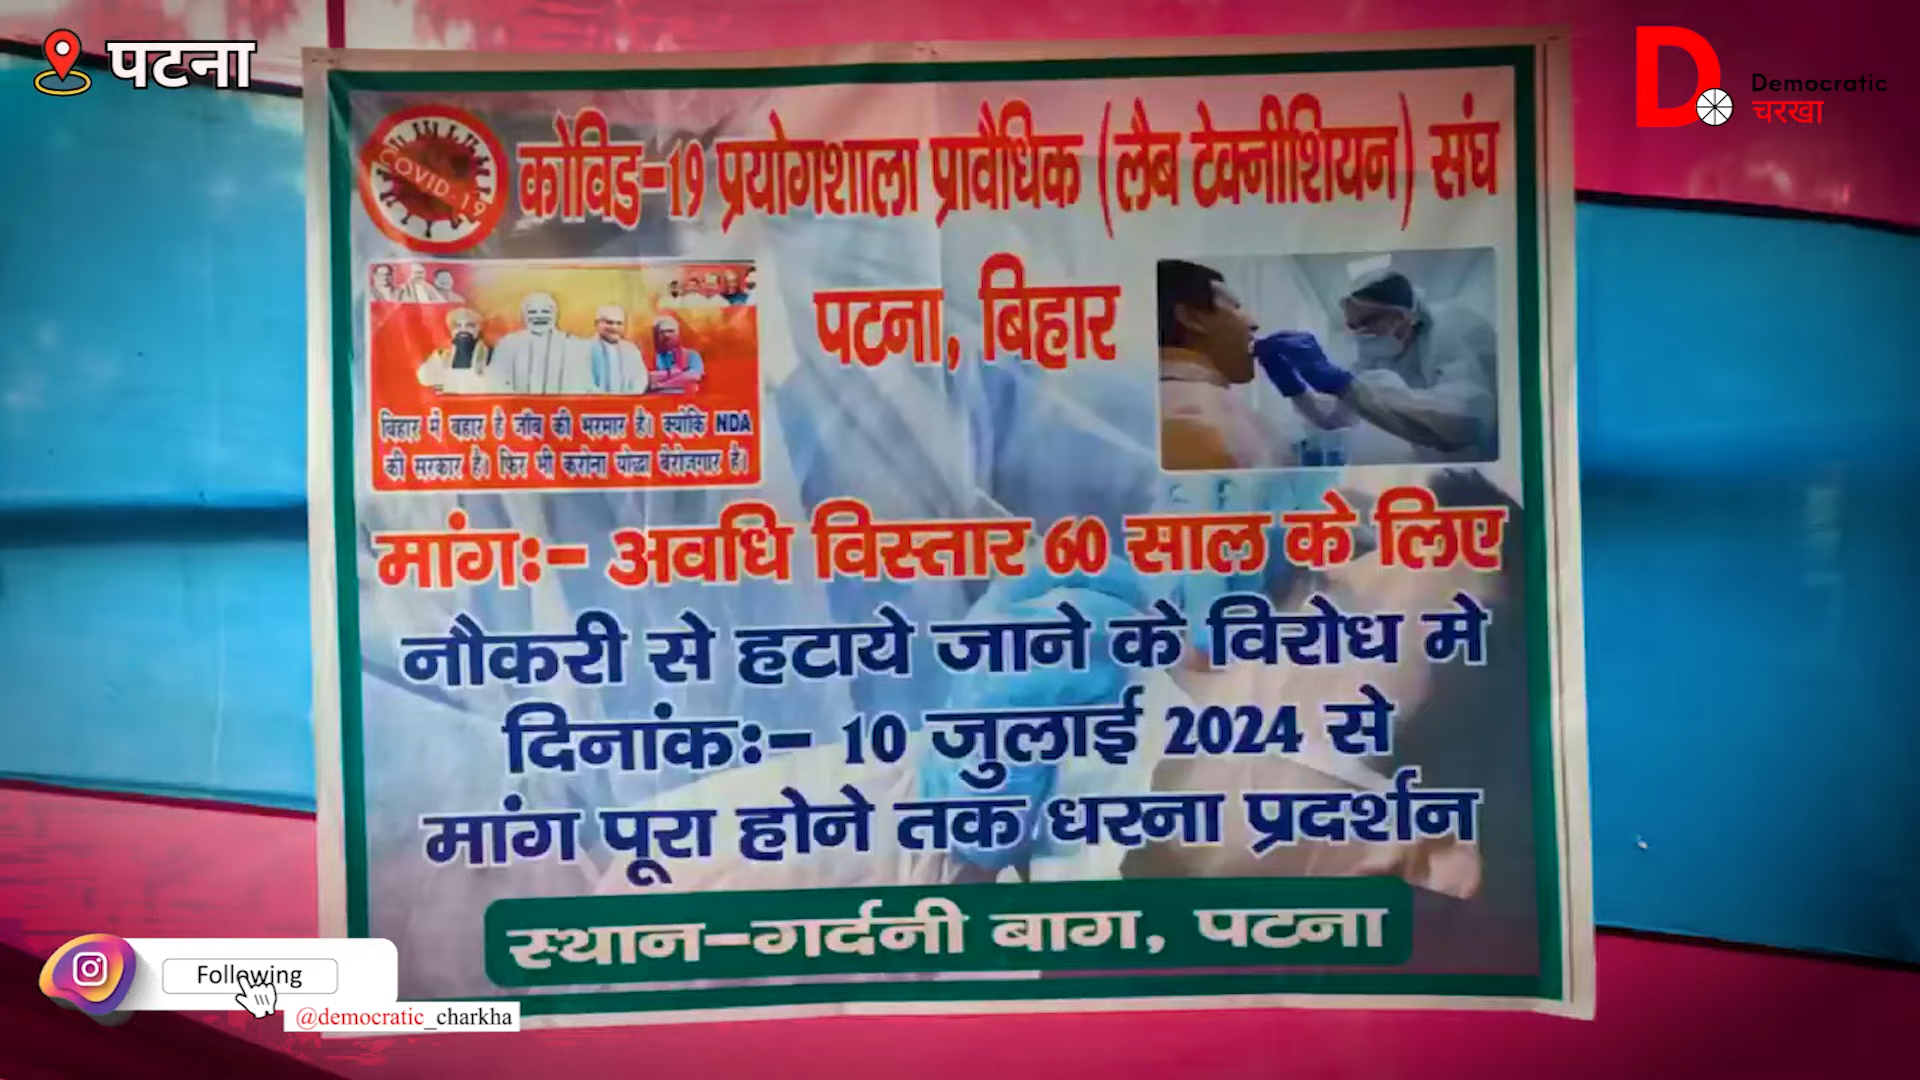 पटना
Democratic
चरखा
COVID-19
कोविड-19 प्रयोगशाला प्रावैधिक (लैब टेक्नीशियन) संघ
पटना, बिहार
बिहार में बहार है जॉब की भरमार है। क्योंकि NDA
की सरकार है। फिर भी करोना योद्धा बेरोजगार है।
मांगः- अवधि विस्तार 60 साल के लिए
नौकरी से हटाये जाने के विरोध मे
दिनांकः- 10 जुलाई 2024 से
मांग पूरा होने तक धरना प्रदर्शन
स्थान-गर्दनी बाग, पटना
Following
@democratic_charkha